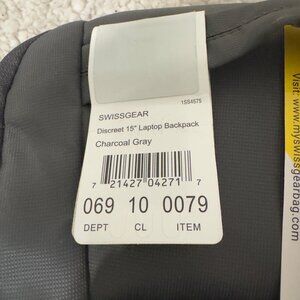 1SS4575
SWISSGEAR
Discreet 15" Laptop Backpack
Charcoal Gray
7 21427 04271 7
069 10 0079
DEPT CL ITEM
Visit: www.myswissgearbag.com